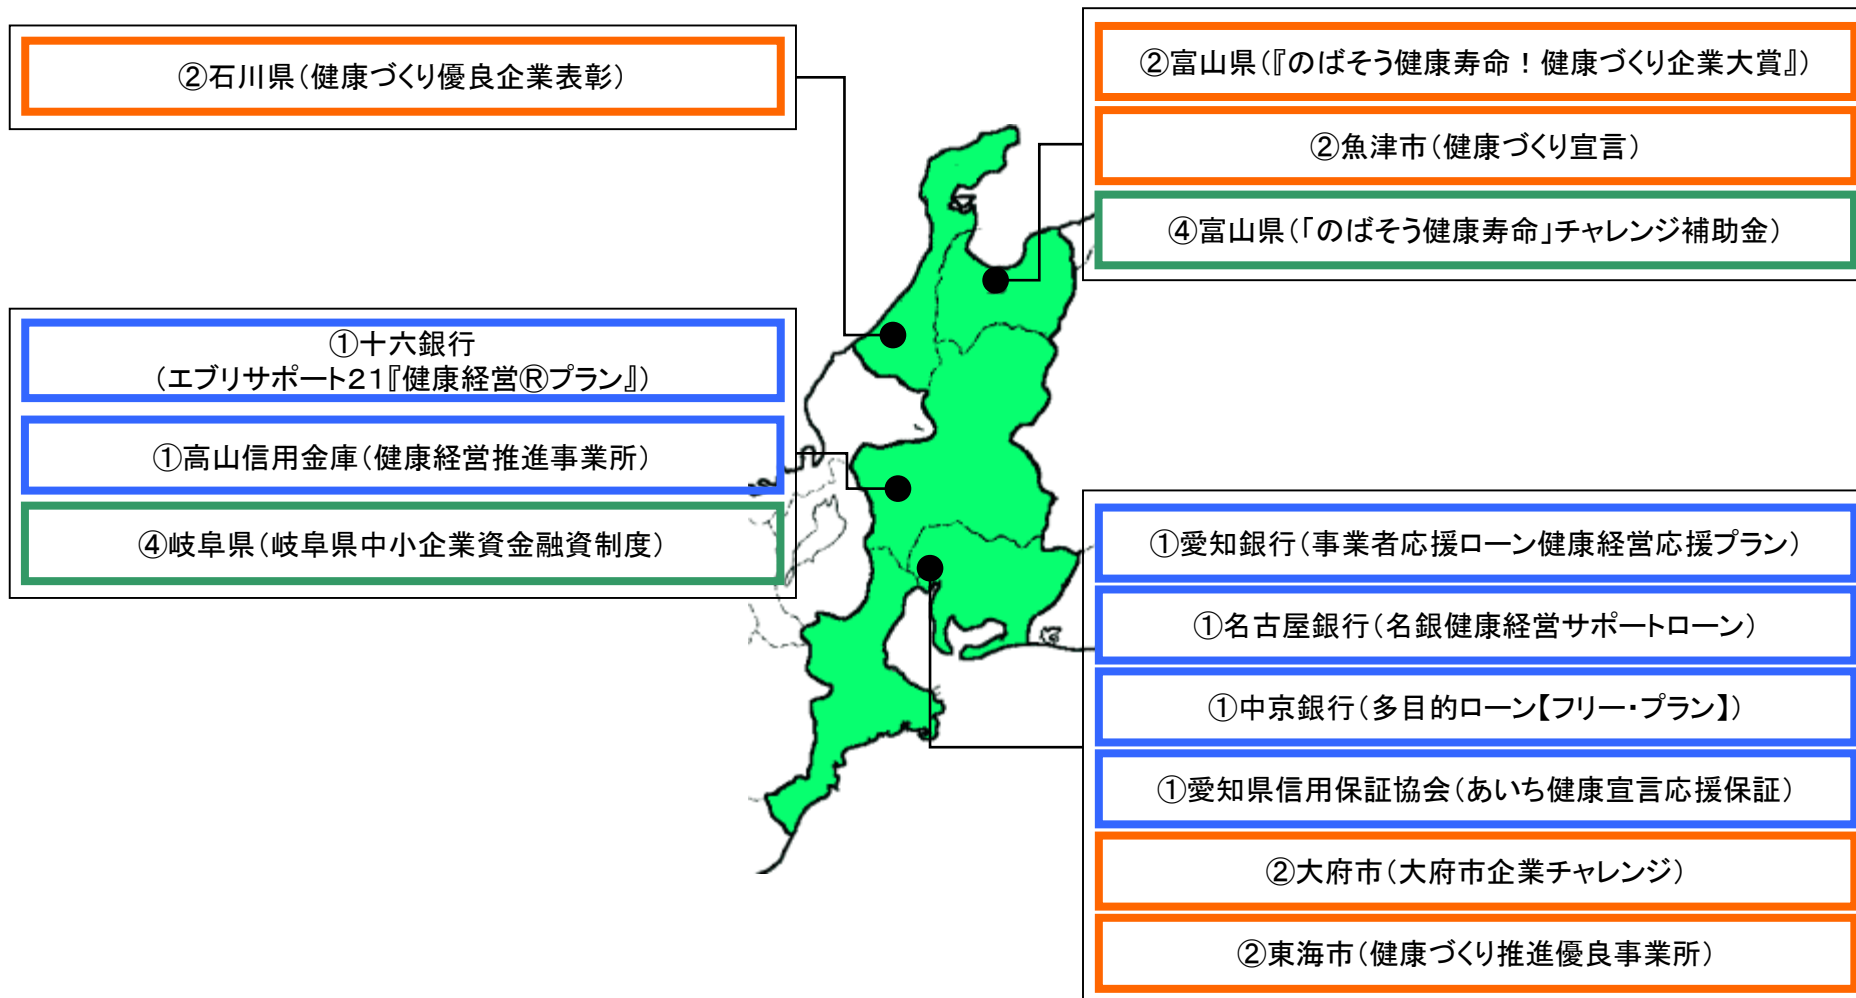 ②石川県(健康づくり優良企業表彰)
②富山県(『のばそう健康寿命！健康づくり企業大賞』)
②魚津市(健康づくり宣言)
④富山県(「のばそう健康寿命」チャレンジ補助金)
①十六銀行
(エブリサポート21『健康経営Ⓡプラン』)
①高山信用金庫(健康経営推進事業所)
④岐阜県(岐阜県中小企業資金融資制度)
①愛知銀行(事業者応援ローン健康経営応援プラン)
①名古屋銀行(名銀健康経営サポートローン)
①中京銀行(多目的ローン【フリー・プラン】)
①愛知県信用保証協会(あいち健康宣言応援保証)
②大府市(大府市企業チャレンジ)
②東海市(健康づくり推進優良事業所)